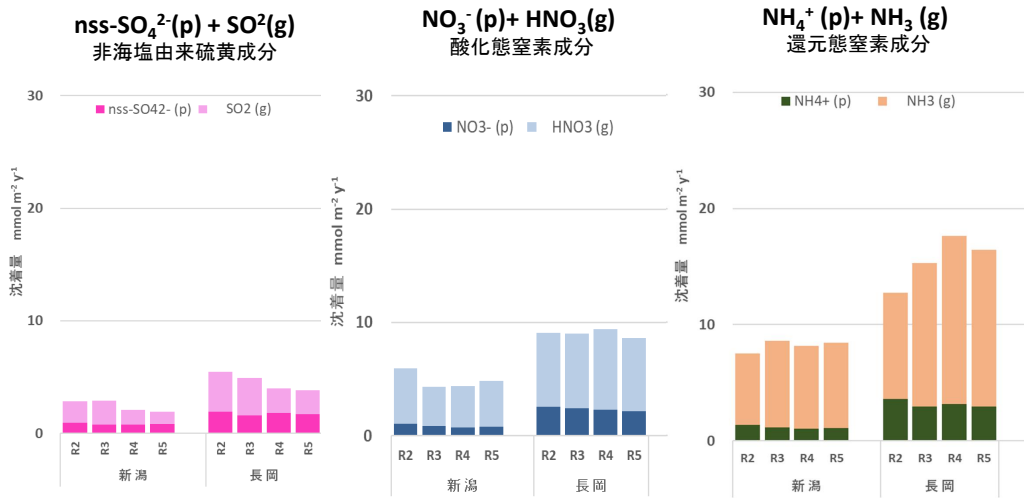 nss-SO₄²⁻(p) + SO²(g)
非海塩由来硫黄成分
30
nss-SO42- (p) SO2 (g)
20
10
0
沈着量 mmol m⁻² y⁻¹
R2 R3 R4 R5 R2 R3 R4 R5
新潟 長岡
NO₃⁻(p)+ HNO₃(g)
酸化態窒素成分
30
NO3- (p) HNO3 (g)
20
10
0
沈着量 mmol m⁻² y⁻¹
R2 R3 R4 R5 R2 R3 R4 R5
新潟 長岡
NH₄⁺ (p)+ NH₃ (g)
還元態窒素成分
30
NH4+ (p) NH3 (g)
20
10
0
沈着量 mmol m⁻² y⁻¹
R2 R3 R4 R5 R2 R3 R4 R5
新潟 長岡